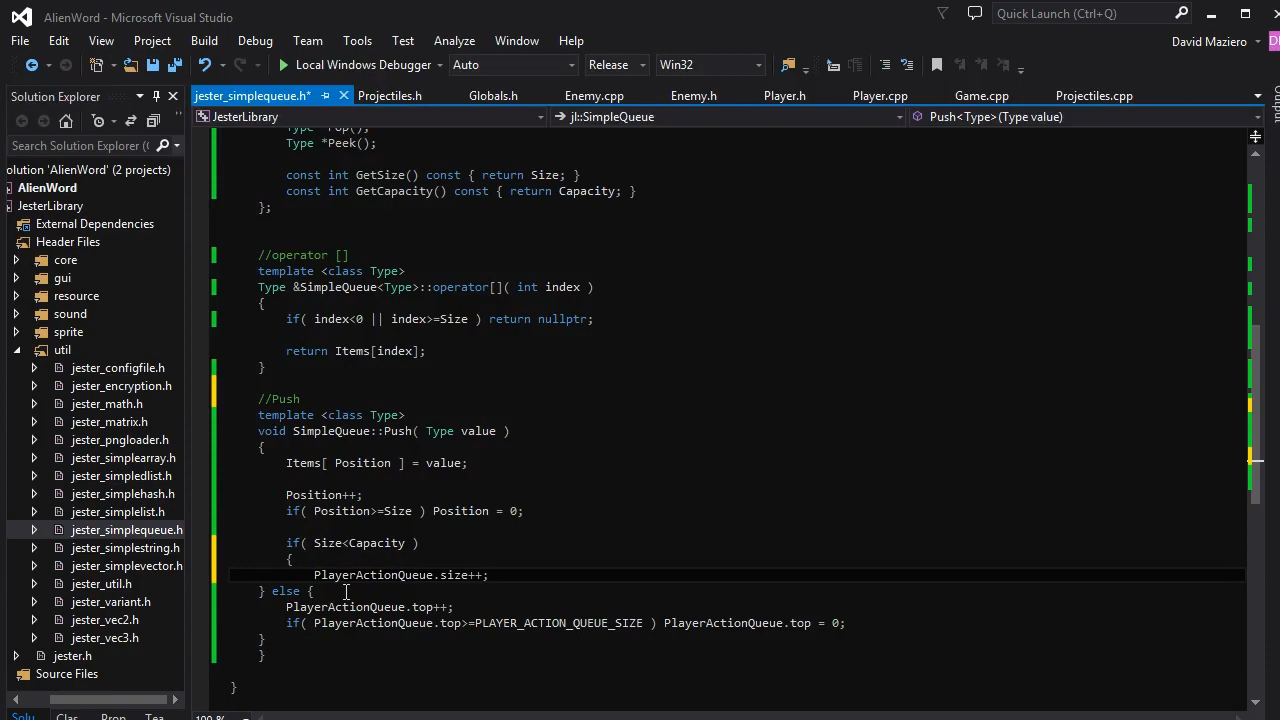 AlienWord - Microsoft Visual Studio
Quick Launch (Ctrl+Q)
File Edit View Project Build Debug Team Tools Test Analyze Window Help
David Maziero
Local Windows Debugger Auto Release Win32
Solution Explorer
jester_simplequeue.h* Projectiles.h Globals.h Enemy.cpp Enemy.h Player.h Player.cpp Game.cpp Projectiles.cpp
JesterLibrary jl::SimpleQueue Push<Type>(Type value)
Search Solution Explorer (
olution 'AlienWord' (2 projects)
AlienWord
JesterLibrary
External Dependencies
Header Files
core
gui
resource
sound
sprite
util
jester_configfile.h
jester_encryption.h
jester_math.h
jester_matrix.h
jester_pngloader.h
jester_simplearray.h
jester_simpledlist.h
jester_simplehash.h
jester_simplelist.h
jester_simplequeue.h
jester_simplestring.h
jester_simplevector.h
jester_util.h
jester_variant.h
jester_vec2.h
jester_vec3.h
jester.h
Source Files
Type *Peek();
const int GetSize() const { return Size; }
const int GetCapacity() const { return Capacity; }
};
//operator []
template <class Type>
Type &SimpleQueue<Type>::operator[]( int index )
{
if( index<0 || index>=Size ) return nullptr;
return Items[index];
}
//Push
template <class Type>
void SimpleQueue::Push( Type value )
{
Items[ Position ] = value;
Position++;
if( Position>=Size ) Position = 0;
if( Size<Capacity )
{
PlayerActionQueue.size++;
} else {
PlayerActionQueue.top++;
if( PlayerActionQueue.top>=PLAYER_ACTION_QUEUE_SIZE ) PlayerActionQueue.top = 0;
}
}
}
100 %